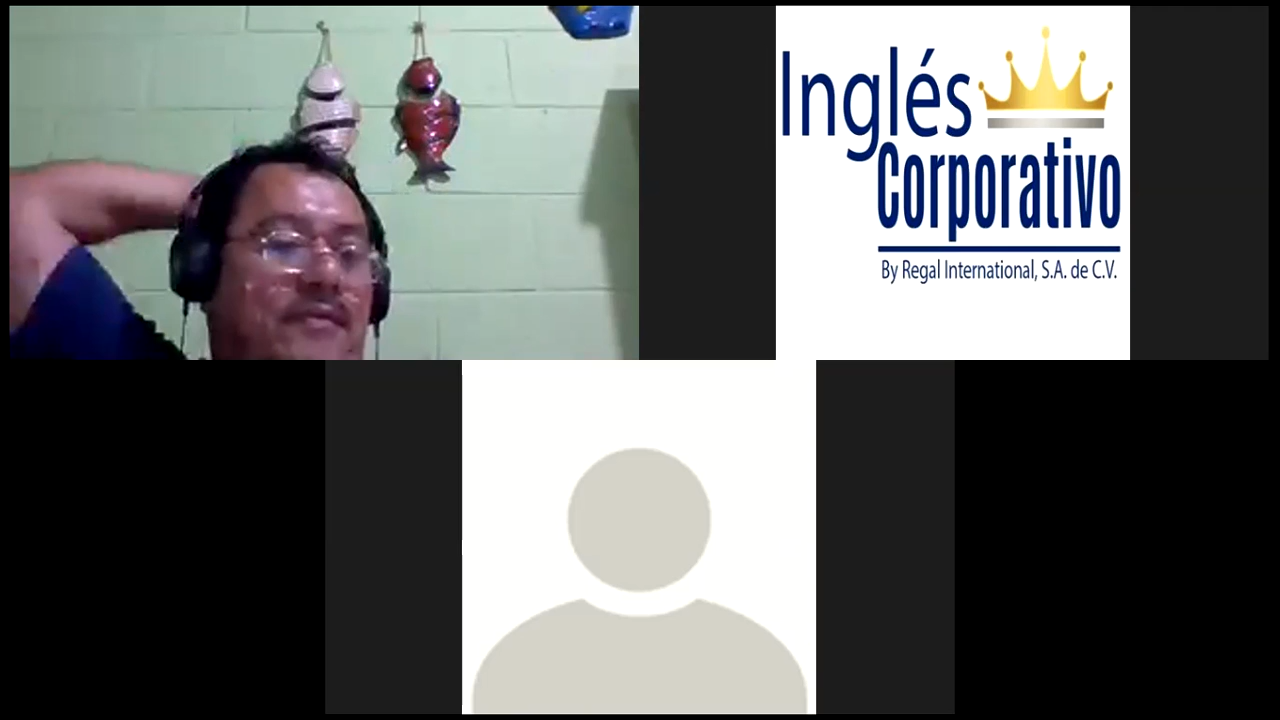 Inglés
Corporativo
By Regal International, S.A. de C.V.